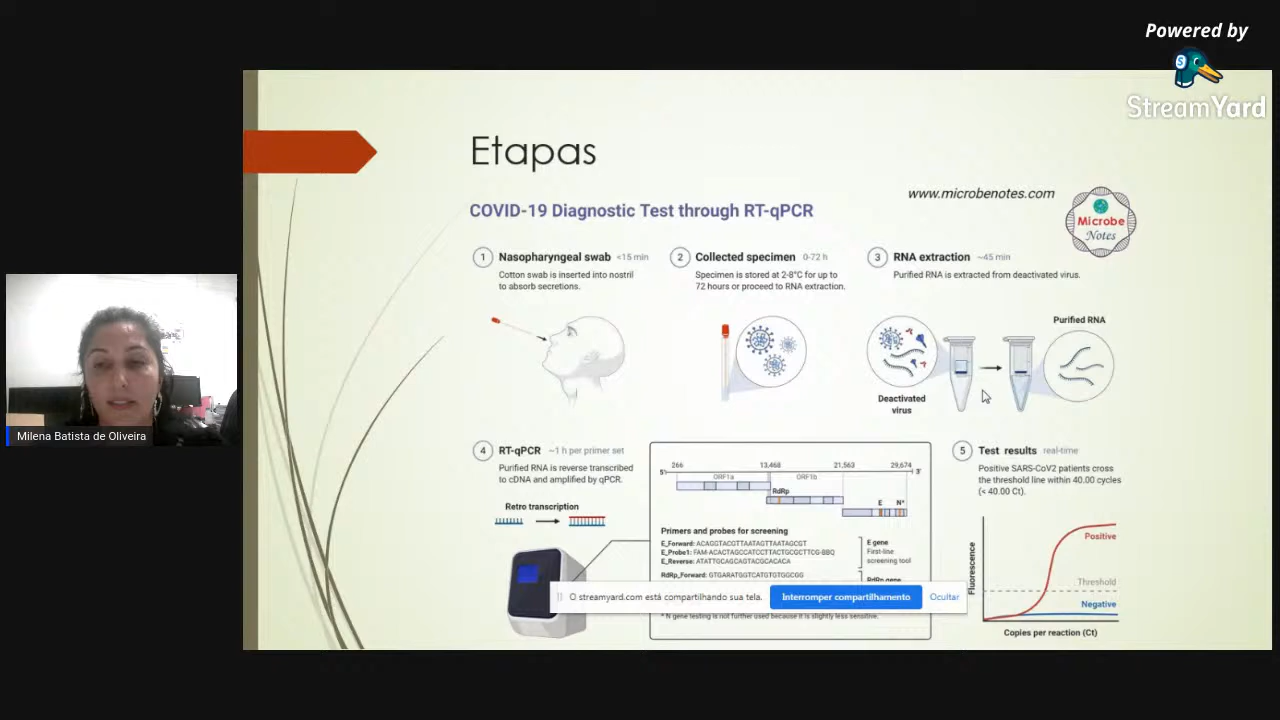 Powered by
StreamYard
Etapas
www.microbenotes.com
Microbe
Notes
COVID-19 Diagnostic Test through RT-qPCR
1 Nasopharyngeal swab <15 min
Cotton swab is inserted into nostril
to absorb secretions.
2 Collected specimen 0-72 h
Specimen is stored at 2-8°C for up to
72 hours or proceed to RNA extraction.
3 RNA extraction ~45 min
Purified RNA is extracted from deactivated virus.
Purified RNA
Deactivated
virus
Milena Batista de Oliveira
4 RT-qPCR ~1 h per primer set
Purified RNA is reverse transcribed
to cDNA and amplified by qPCR.
Retro transcription
266 13,468 21,563 29,674
5' 3'
ORF1a ORF1b
RdRp
E N*
Primers and probes for screening
E_Forward: ACAGGTACGTTAATAGTTAATAGCGT
E_Probe1: FAM-ACACTAGCCATCCTTACTGCGCTTCG-BBQ
E_Reverse: ATATTGCAGCAGTACGCACACA
E gene
First-line
screening tool
RdRp_Forward: GTGARATGGTCATGTGTGGCGG
RdRp gene
* N gene testing is not further used because it is slightly less sensitive.
5 Test results real-time
Positive SARS-CoV2 patients cross
the threshold line within 40.00 cycles
(< 40.00 Ct).
Fluorescence
Positive
Threshold
Negative
Copies per reaction (Ct)
O streamyard.com está compartilhando sua tela.
Interromper compartilhamento
Ocultar